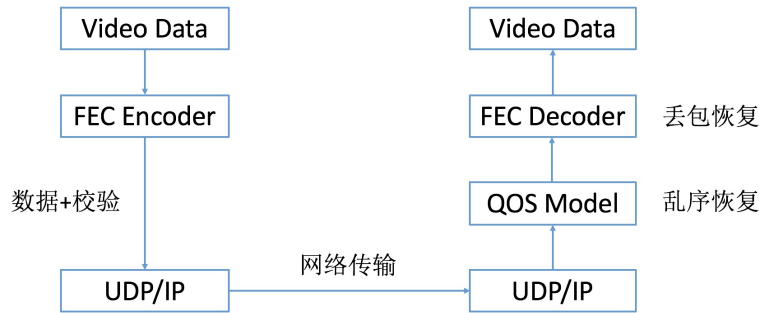 Video Data
Video Data
FEC Encoder
FEC Decoder
丢包恢复
数据+校验
QOS Model
乱序恢复
网络传输
UDP/IP
UDP/IP